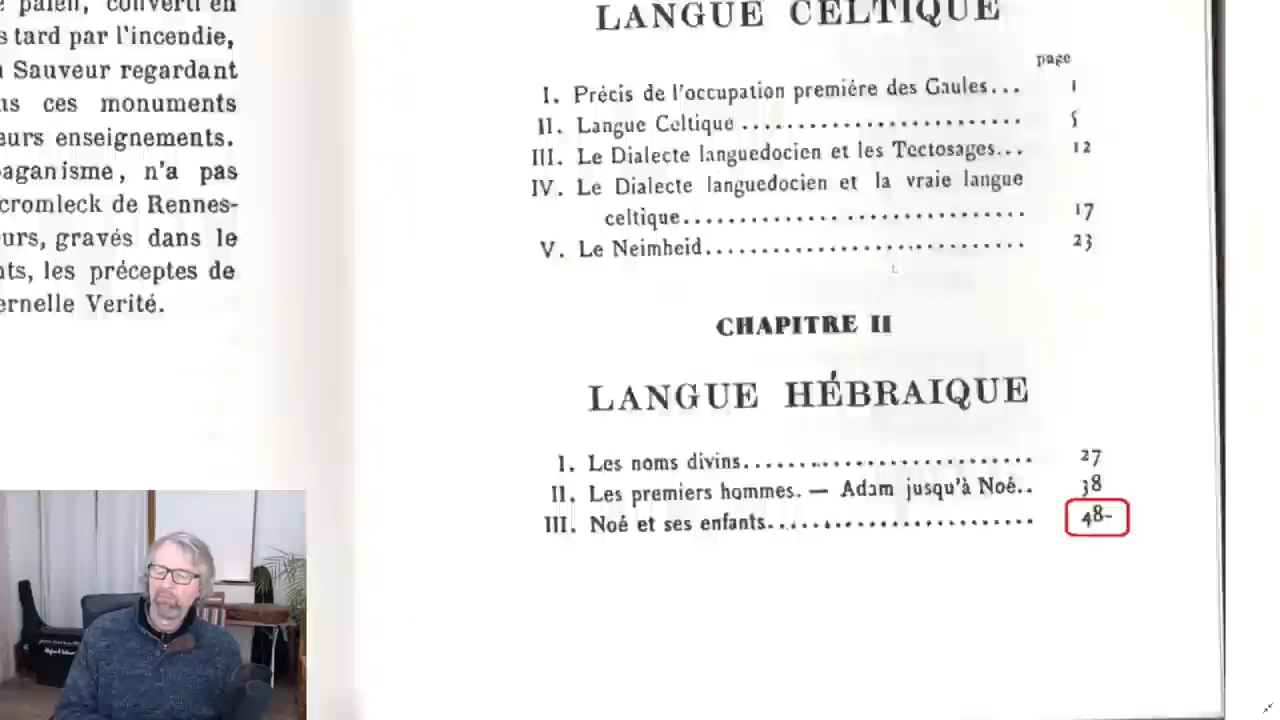 païen, converti en
s tard par l'incendie,
Sauveur regardant
ns ces monuments
eurs enseignements.
aganisme, n'a pas
cromleck de Rennes-
urs, gravés dans le
nts, les préceptes de
ernelle Verité.
LANGUE CELTIQUE
page
I. Précis de l'occupation premiére des Gaules... 1
II. Langue Celtique ........................... 5
III. Le Dialecte languedocien et les Tectosages... 12
IV. Le Dialecte languedocien et la vraie langue
celtique................................ 17
V. Le Neimheid............................... 23
CHAPITRE II
LANGUE HÉBRAIQUE
I. Les noms divins............................ 27
II. Les premiers hommes. — Adam jusqu'à Noé.. 38
III. Noé et ses enfants.......................... 48-